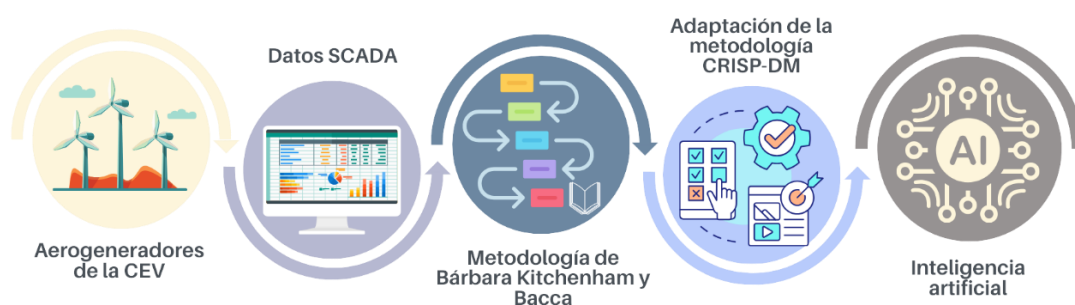 Aerogeneradores
de la CEV
Datos SCADA
Metodología de
Bárbara Kitchenham y
Bacca
Adaptación de la
metodología
CRISP-DM
AI
Inteligencia
artificial